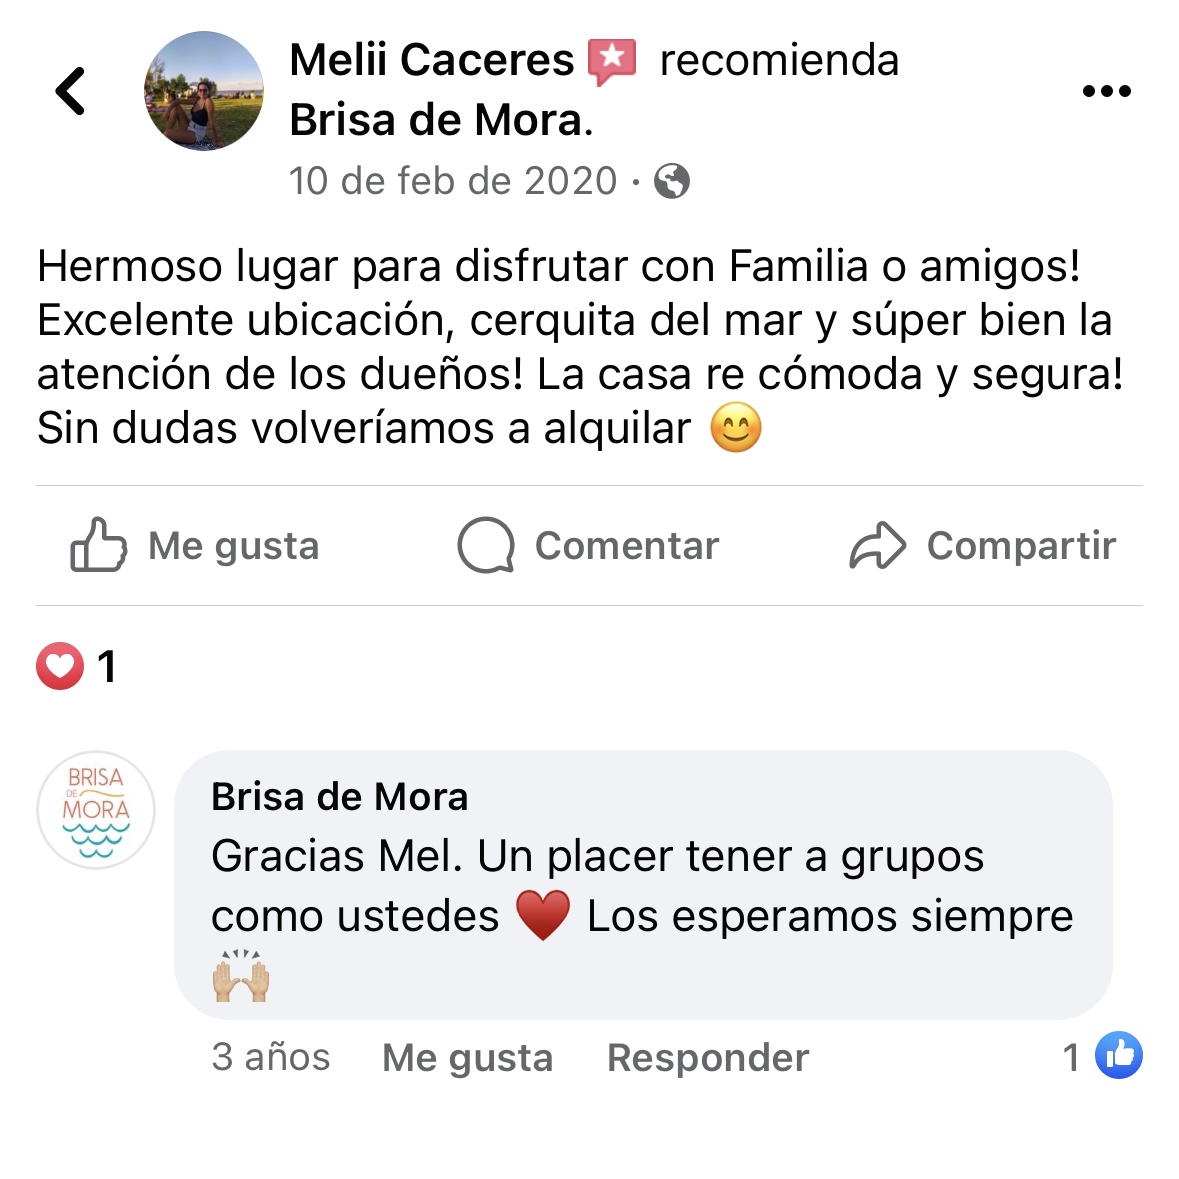 Melii Caceres recomienda
Brisa de Mora.
10 de feb de 2020 ·
Hermoso lugar para disfrutar con Familia o amigos!
Excelente ubicación, cerquita del mar y súper bien la
atención de los dueños! La casa re cómoda y segura!
Sin dudas volveríamos a alquilar 😊
Me gusta Comentar Compartir
1
BRISA
DE
MORA
Brisa de Mora
Gracias Mel. Un placer tener a grupos
como ustedes ♥️ Los esperamos siempre
🙌🏼
3 años Me gusta Responder 1